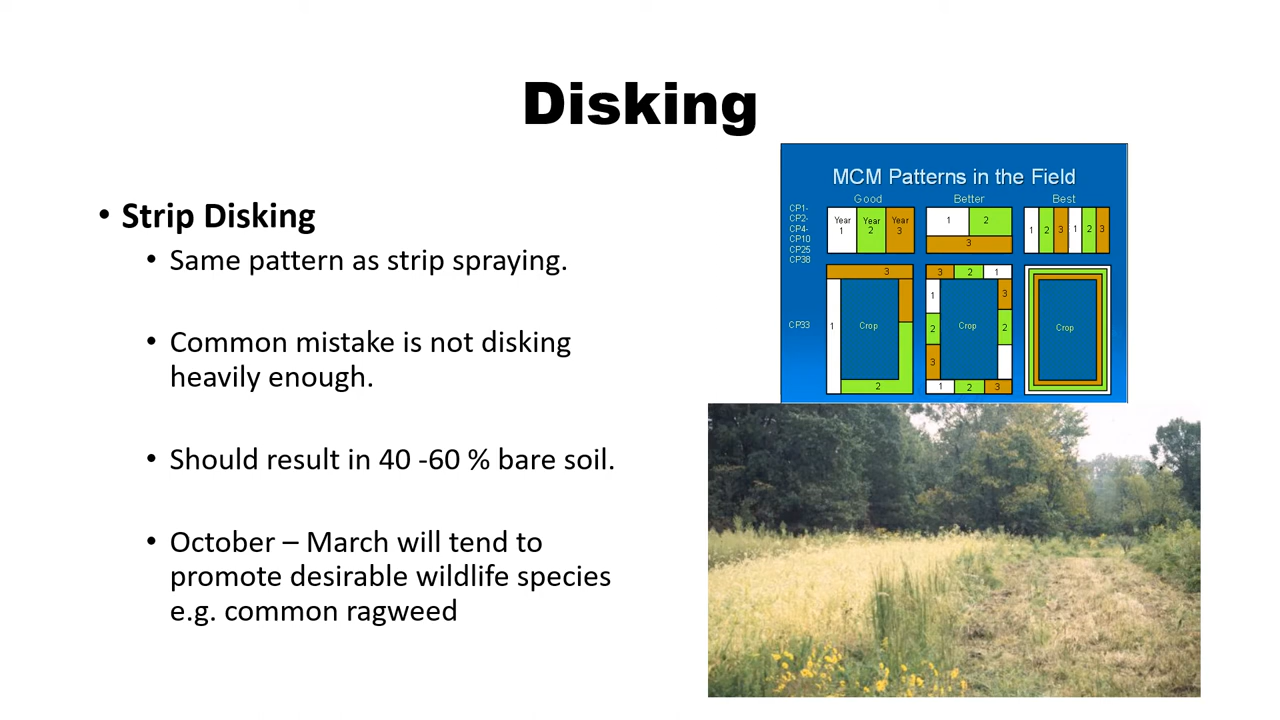 Disking
• Strip Disking
• Same pattern as strip spraying.
• Common mistake is not disking
heavily enough.
• Should result in 40 -60 % bare soil.
• October – March will tend to
promote desirable wildlife species
e.g. common ragweed
MCM Patterns in the Field
Good Better Best
CP1-
CP2-
CP4-
CP10
CP25
CP38
Year 1 Year 2 Year 3
1 2
3
1 2 3 1 2 3
CP33
3
1
Crop
2
3 2 1
1 3
Crop
2 2
3
1 2 3
Crop